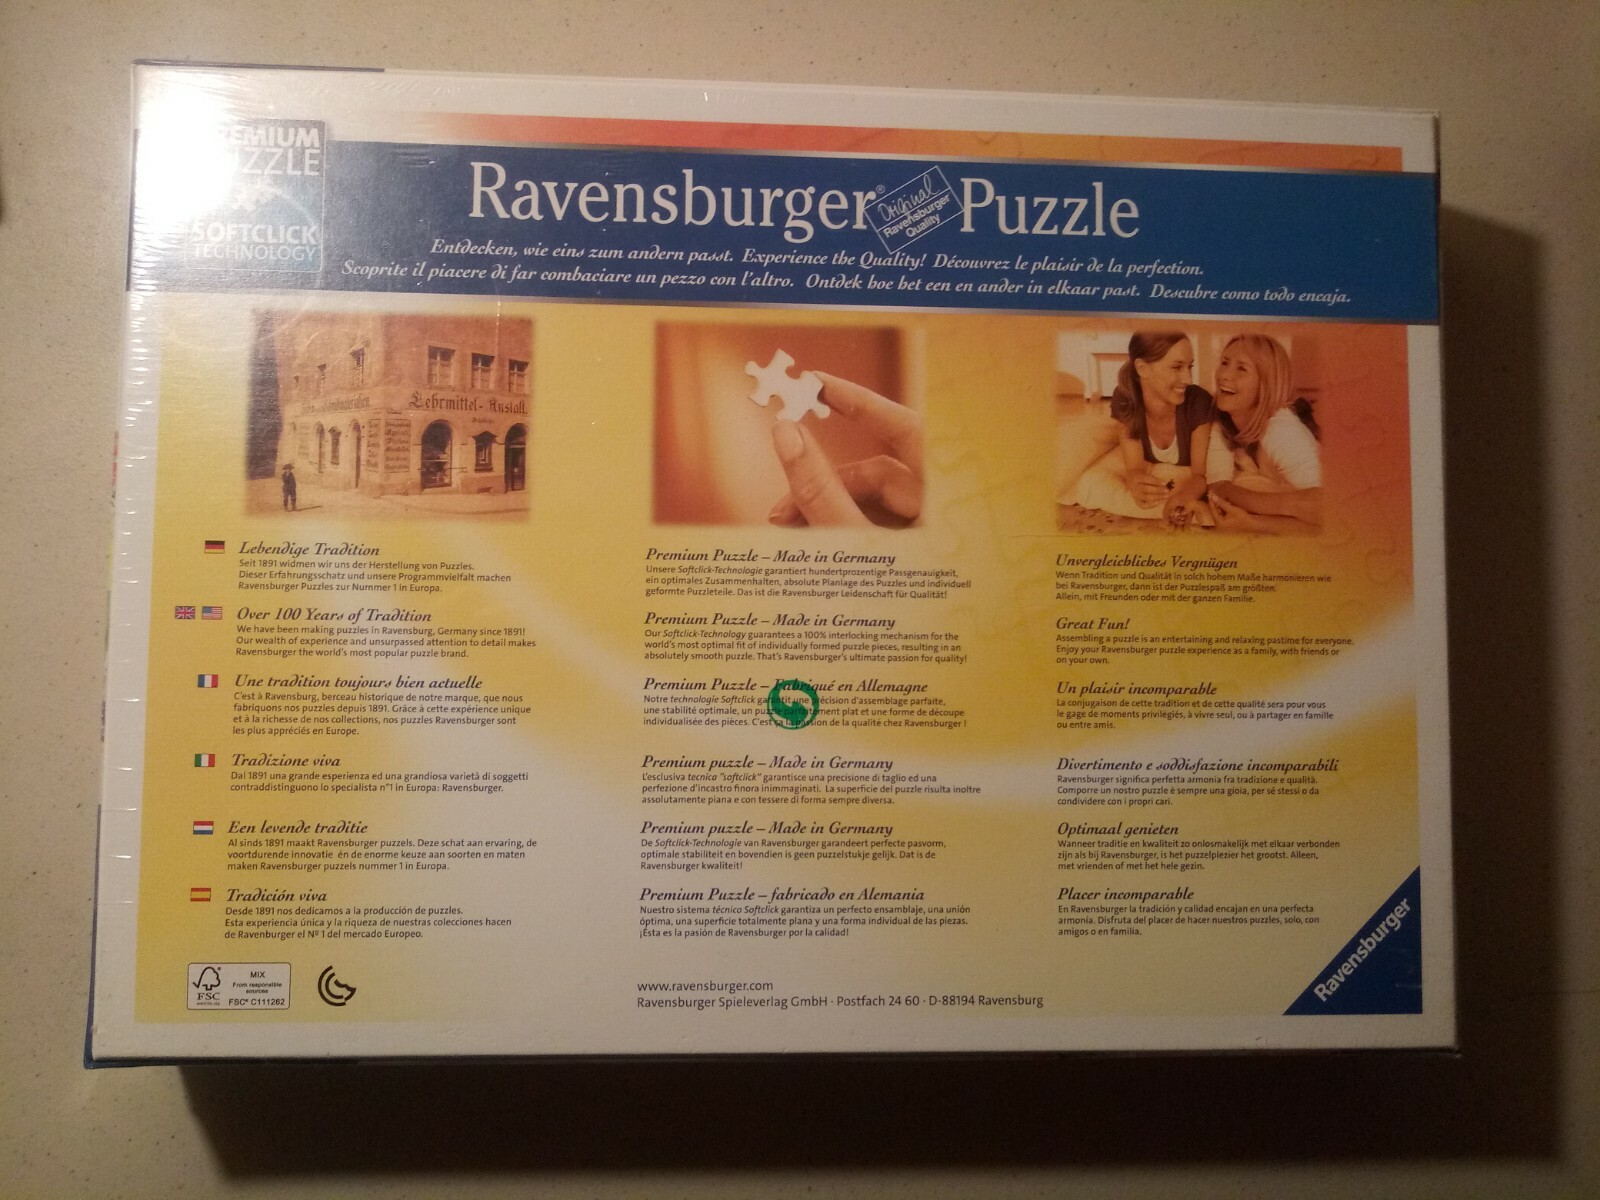 PREMIUM
PUZZLE
SOFTCLICK
TECHNOLOGY
Ravensburger® Puzzle
Original
Ravensburger
Quality
Entdecken, wie eins zum andern passt. Experience the Quality! Découvrez le plaisir de la perfection.
Scoprite il piacere di far combaciare un pezzo con l'altro. Ontdek hoe het een en ander in elkaar past. Descubre como todo encaja.
Lehrmittel-Anstalt.
Lebendige Tradition
Seit 1891 widmen wir uns der Herstellung von Puzzles.
Dieser Erfahrungsschatz und unsere Programmvielfalt machen
Ravensburger Puzzles zur Nummer 1 in Europa.
Over 100 Years of Tradition
We have been making puzzles in Ravensburg, Germany since 1891!
Our wealth of experience and unsurpassed attention to detail makes
Ravensburger the world's most popular puzzle brand.
Une tradition toujours bien actuelle
C'est à Ravensburg, berceau historique de notre marque, que nous
fabriquons nos puzzles depuis 1891. Grâce à cette expérience unique
et à la richesse de nos collections, nos puzzles Ravensburger sont
les plus appréciés en Europe.
Tradizione viva
Dal 1891 una grande esperienza ed una grandiosa varietà di soggetti
contraddistinguono lo specialista n°1 in Europa: Ravensburger.
Een levende traditie
Al sinds 1891 maakt Ravensburger puzzels. Deze schat aan ervaring, de
voortdurende innovatie én de enorme keuze aan soorten en maten
maken Ravensburger puzzels nummer 1 in Europa.
Tradición viva
Desde 1891 nos dedicamos a la producción de puzzles.
Esta experiencia única y la riqueza de nuestras colecciones hacen
de Ravenburger el Nº 1 del mercado Europeo.
Premium Puzzle – Made in Germany
Unsere Softclick-Technologie garantiert hundertprozentige Passgenauigkeit,
ein optimales Zusammenhalten, absolute Planlage des Puzzles und individuell
geformte Puzzleteile. Das ist die Ravensburger Leidenschaft für Qualität!
Premium Puzzle – Made in Germany
Our Softclick-Technology guarantees a 100% interlocking mechanism for the
world's most optimal fit of individually formed puzzle pieces, resulting in an
absolutely smooth puzzle. That's Ravensburger's ultimate passion for quality!
Premium Puzzle – Fabriqué en Allemagne
Notre technologie Softclick garantit une précision d'assemblage parfaite,
une stabilité optimale, un puzzle parfaitement plat et une forme de découpe
individualisée des pièces. C'est ça la passion de la qualité chez Ravensburger !
Premium puzzle – Made in Germany
L'esclusiva tecnica "softclick" garantisce una precisione di taglio ed una
perfezione d'incastro finora inimmaginati. La superficie del puzzle risulta inoltre
assolutamente piana e con tessere di forma sempre diversa.
Premium puzzle – Made in Germany
De Softclick-Technologie van Ravensburger garandeert perfecte pasvorm,
optimale stabiliteit en bovendien is geen puzzelstukje gelijk. Dat is de
Ravensburger kwaliteit!
Premium Puzzle – fabricado en Alemania
Nuestro sistema técnico Softclick garantiza un perfecto ensamblaje, una unión
óptima, una superficie totalmente plana y una forma individual de las piezas.
¡Ésta es la pasión de Ravensburger por la calidad!
Unvergleichliches Vergnügen
Wenn Tradition und Qualität in solch hohem Maße harmonieren wie
bei Ravensburger, dann ist der Puzzlespaß am größten.
Allein, mit Freunden oder mit der ganzen Familie.
Great Fun!
Assembling a puzzle is an entertaining and relaxing pastime for everyone.
Enjoy your Ravensburger puzzle experience as a family, with friends or
on your own.
Un plaisir incomparable
La conjugaison de cette tradition et de cette qualité sera pour vous
le gage de moments privilégiés, à vivre seul, ou à partager en famille
ou entre amis.
Divertimento e soddisfazione incomparabili
Ravensburger significa perfetta armonia fra tradizione e qualità.
Comporre un nostro puzzle è sempre una gioia, per sé stessi o da
condividere con i propri cari.
Optimaal genieten
Wanneer traditie en kwaliteit zo onlosmakelijk met elkaar verbonden
zijn als bij Ravensburger, is het puzzelplezier het grootst. Alleen,
met vrienden of met het hele gezin.
Placer incomparable
En Ravensburger la tradición y calidad encajan en una perfecta
armonía. Disfruta del placer de hacer nuestros puzzles, solo, con
amigos o en familia.
FSC
MIX
From responsible
sources
FSC® C111262
www.ravensburger.com
Ravensburger Spieleverlag GmbH · Postfach 24 60 · D-88194 Ravensburg
Ravensburger